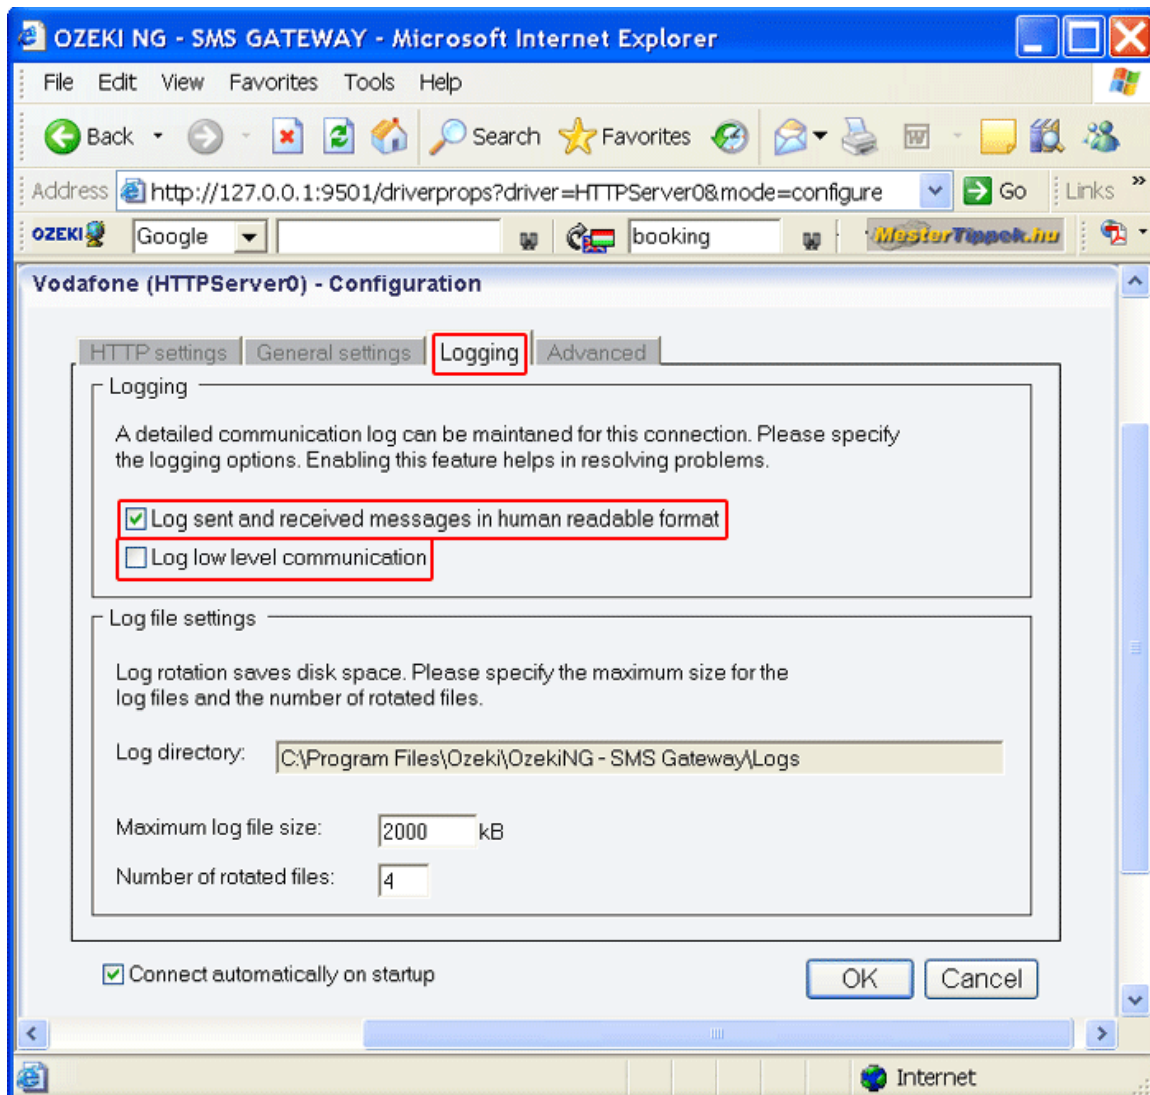 OZEKI NG - SMS GATEWAY - Microsoft Internet Explorer
File Edit View Favorites Tools Help
Back Search Favorites
Address http://127.0.0.1:9501/driverprops?driver=HTTPServer0&mode=configure Go Links »
OZEKI Google booking MesterTippek.hu
Vodafone (HTTPServer0) - Configuration
HTTP settings General settings Logging Advanced
Logging
A detailed communication log can be maintaned for this connection. Please specify
the logging options. Enabling this feature helps in resolving problems.
Log sent and received messages in human readable format
Log low level communication
Log file settings
Log rotation saves disk space. Please specify the maximum size for the
log files and the number of rotated files.
Log directory: C:\Program Files\Ozeki\OzekiNG - SMS Gateway\Logs
Maximum log file size: 2000 kB
Number of rotated files: 4
Connect automatically on startup OK Cancel
Internet